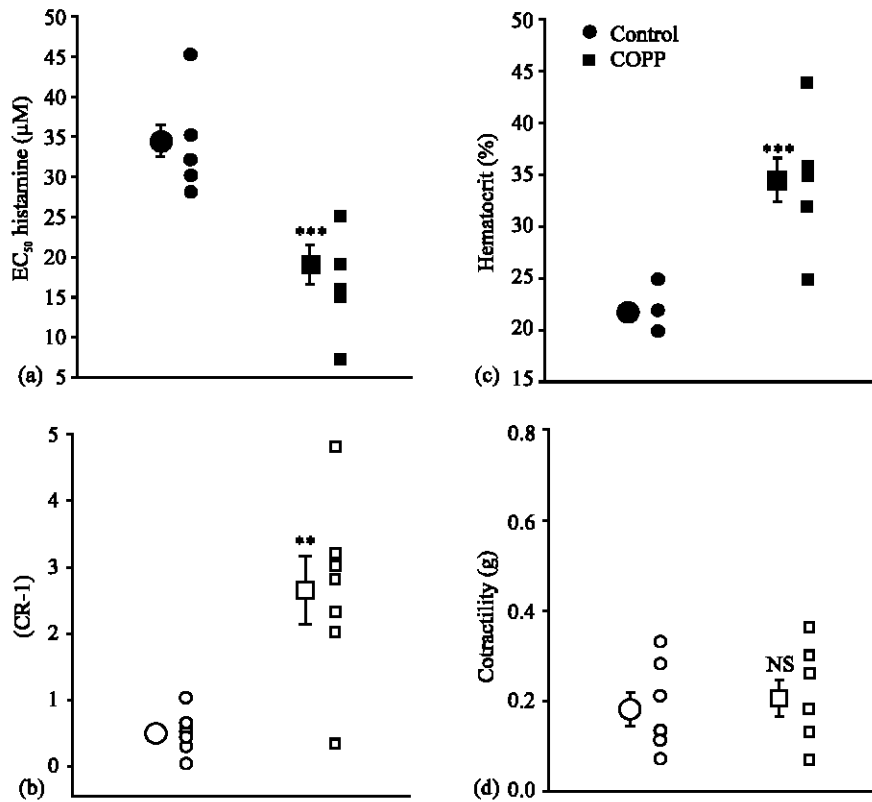 50
45
40
35
30
25
20
15
10
5
EC₅₀ histamine (µM)
***
(a)
50
45
40
35
30
25
20
15
Hematocrit (%)
Control
COPP
***
(c)
5
4
3
2
1
0
(CR-1)
**
(b)
0.8
0.6
0.4
0.2
0.0
Cotractility (g)
NS
(d)